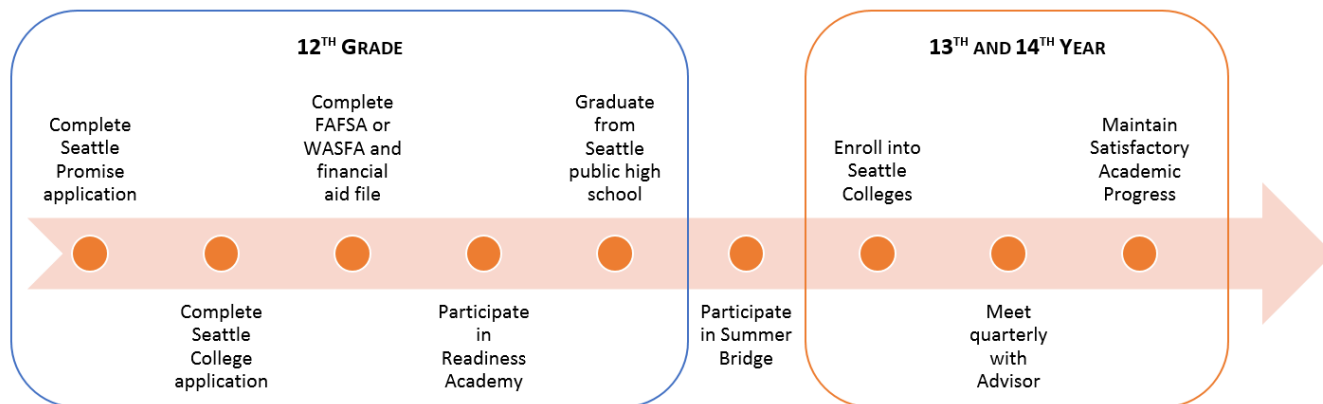 12TH GRADE
13TH AND 14TH YEAR
Complete
Seattle
Promise
application
Complete
Seattle
College
application
Complete
FAFSA or
WASFA and
financial
aid file
Participate
in
Readiness
Academy
Graduate
from
Seattle
public high
school
Participate
in Summer
Bridge
Enroll into
Seattle
Colleges
Meet
quarterly
with
Advisor
Maintain
Satisfactory
Academic
Progress